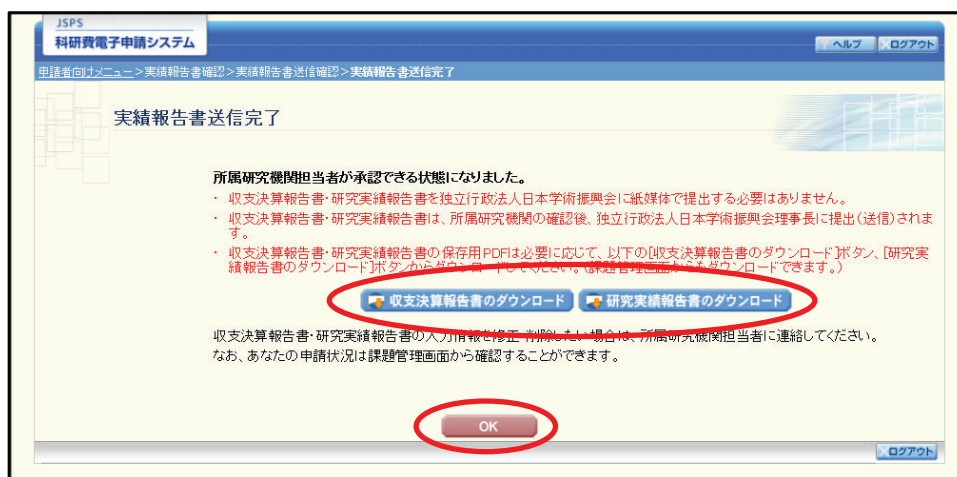 JSPS
科研費電子申請システム
ヘルプ
ログアウト
申請者向けメニュー>実績報告書確認>実績報告書送信確認>実績報告書送信完了
実績報告書送信完了
所属研究機関担当者が承認できる状態になりました。
・ 収支決算報告書・研究実績報告書を独立行政法人日本学術振興会に紙媒体で提出する必要はありません。
・ 収支決算報告書・研究実績報告書は、所属研究機関の確認後、独立行政法人日本学術振興会理事長に提出(送信)されま
す。
・ 収支決算報告書・研究実績報告書の保存用PDFは必要に応じて、以下の[収支決算報告書のダウンロード]ボタン、[研究実
績報告書のダウンロード]ボタンからダウンロードしてください。(課題管理画面からもダウンロードできます。)
収支決算報告書のダウンロード
研究実績報告書のダウンロード
収支決算報告書・研究実績報告書の入力情報を修正・削除したい場合は、所属研究機関担当者に連絡してください。
なお、あなたの申請状況は課題管理画面から確認することができます。
OK
ログアウト